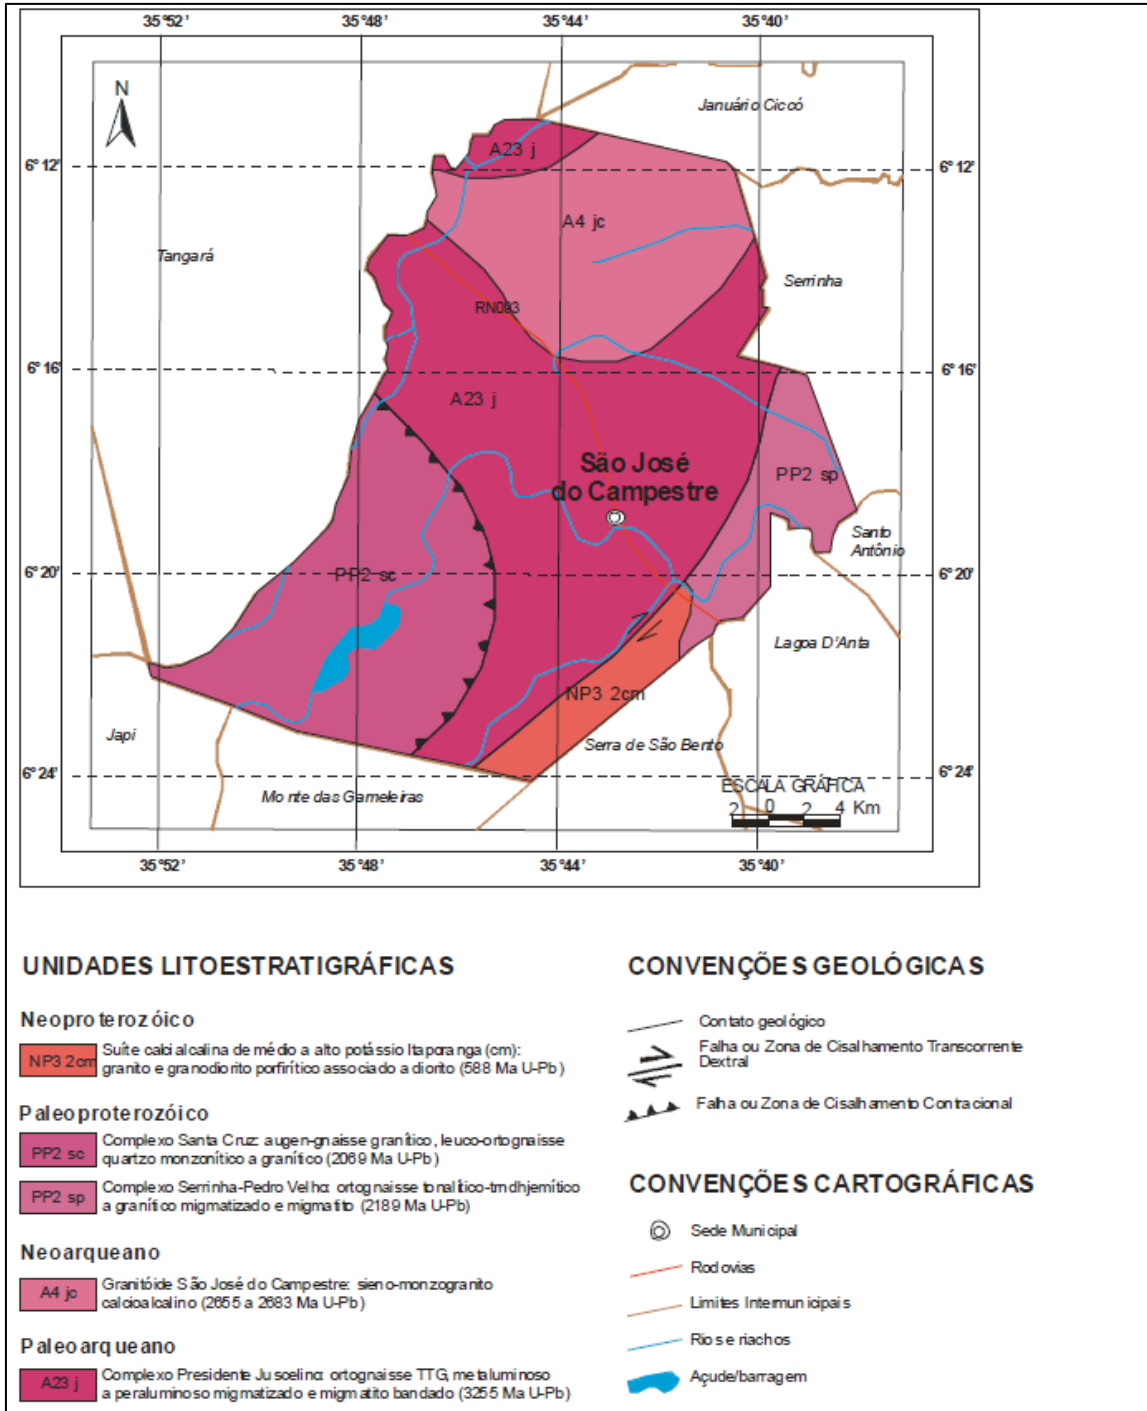 35°52' 35°48' 35°44' 35°40'
N
Januário Ciccó
A23 j
6°12' 6°12'
A4 jc
Tangará
Serrinha
RN093
6°16' 6°16'
A23 j
São José
do Campestre
PP2 sp
Santo
Antônio
PP2 sc
6°20' 6°20'
Lagoa D'Anta
NP3 2cm
Japi
Serra de São Bento
6°24' 6°24'
Monte das Gameleiras
ESCALA GRÁFICA
2 0 2 4 Km
35°52' 35°48' 35°44' 35°40'
UNIDADES LITOESTRATIGRÁFICAS
Neoproterozóico
NP3 2cm
Suíte calcialcalina de médio a alto potássio Itaporanga (cm):
granito e granodiorito porfirítico associado a diorito (588 Ma U-Pb)
Paleoproterozóico
PP2 sc
Complexo Santa Cruz: augen-gnaisse granítico, leuco-ortognaisse
quartzo monzonítico a granítico (2069 Ma U-Pb)
PP2 sp
Complexo Serrinha-Pedro Velho: ortognaisse tonalítico-trndhjemítico
a granítico migmatizado e migmatito (2189 Ma U-Pb)
Neoarqueano
A4 jc
Granitóide São José do Campestre: sieno-monzogranito
calcioalcalino (2655 a 2683 Ma U-Pb)
Paleoarqueano
A23 j
Complexo Presidente Juscelino: ortognaisse TTG, metaluminoso
a peraluminoso migmatizado e migmatito bandado (3255 Ma U-Pb)
CONVENÇÕES GEOLÓGICAS
Contato geológico
Falha ou Zona de Cisalhamento Transcorrente
Dextral
Falha ou Zona de Cisalhamento Contracional
CONVENÇÕES CARTOGRÁFICAS
Sede Municipal
Rodovias
Limites Intermunicipais
Rios e riachos
Açude/barragem